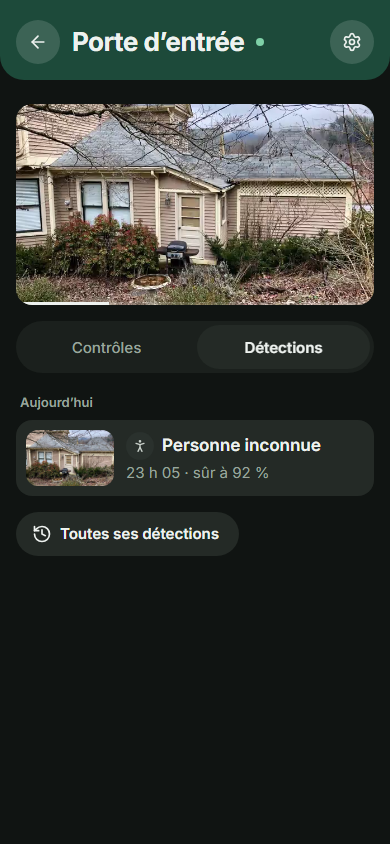 Porte d’entrée
Contrôles
Détections
Aujourd’hui
Personne inconnue
23 h 05 · sûr à 92 %
Toutes ses détections